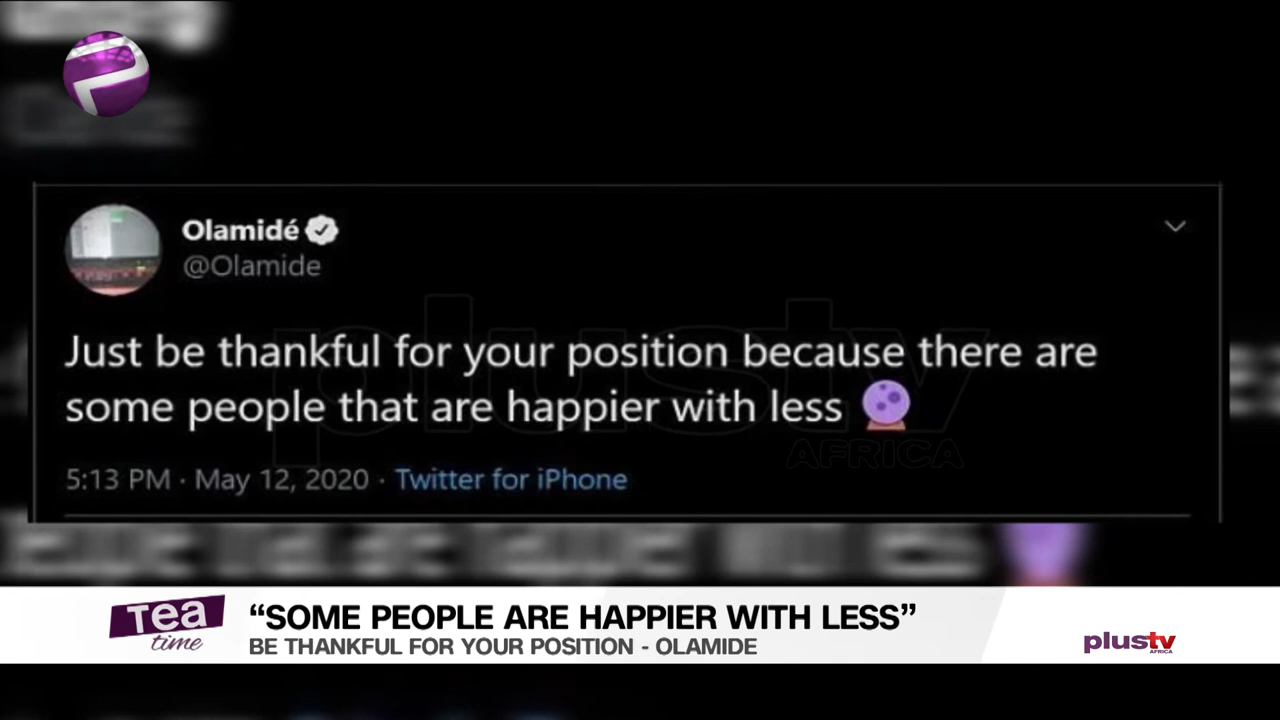 Olamidé
@Olamide
Just be thankful for your position because there are
some people that are happier with less 🔮
5:13 PM · May 12, 2020 · Twitter for iPhone
plustv
AFRICA
Tea
time
“SOME PEOPLE ARE HAPPIER WITH LESS”
BE THANKFUL FOR YOUR POSITION - OLAMIDE
plustv
AFRICA